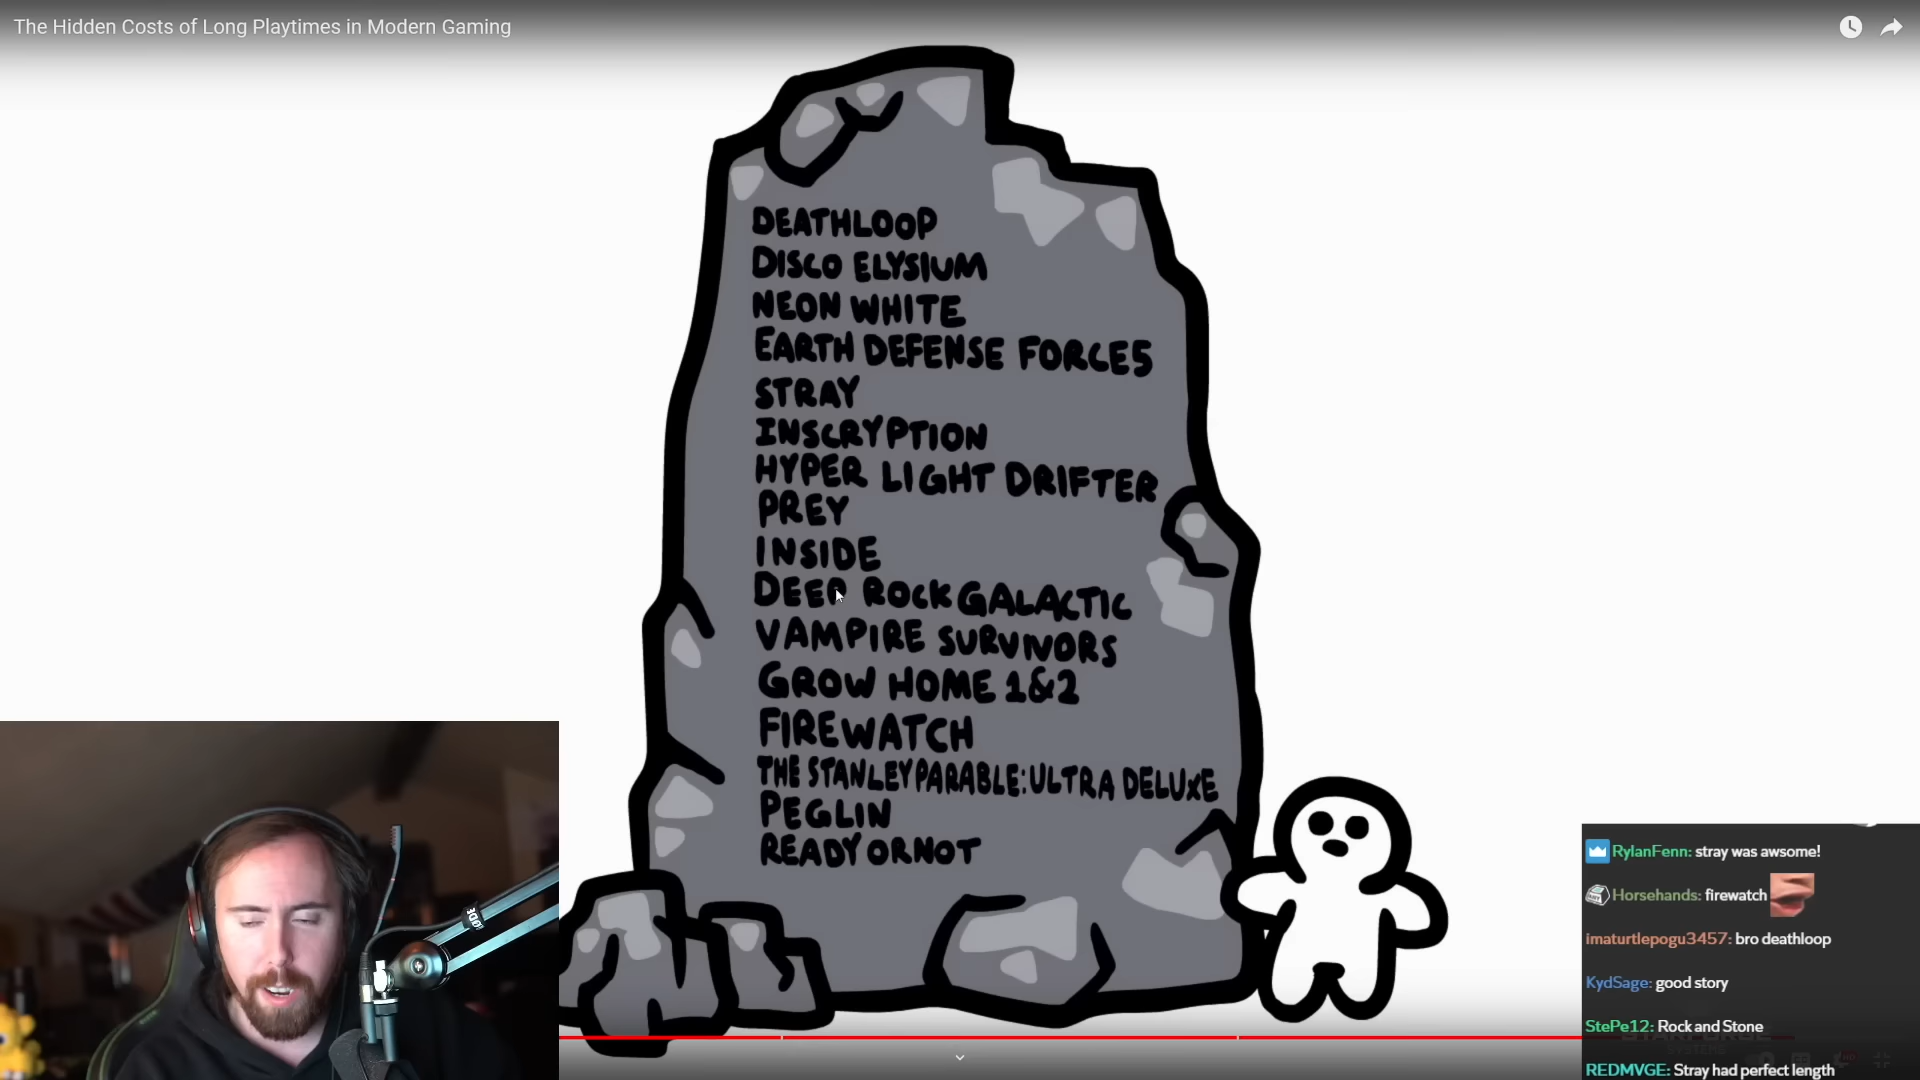 The Hidden Costs of Long Playtimes in Modern Gaming
DEATHLOOP
DISCO ELYSIUM
NEON WHITE
EARTH DEFENSE FORCE 5
STRAY
INSCRYPTION
HYPER LIGHT DRIFTER
PREY
INSIDE
DEEP ROCK GALACTIC
VAMPIRE SURVIVORS
GROW HOME 1&2
FIREWATCH
THE STANLEY PARABLE: ULTRA DELUXE
PEGLIN
READY OR NOT
RylanFenn: stray was awsome!
Horsehands: firewatch
imaturtlepogu3457: bro deathloop
KydSage: good story
StePe12: Rock and Stone
REDMVGE: Stray had perfect length